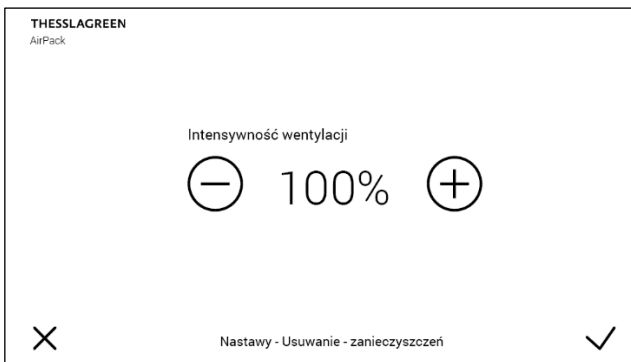 THESSLAGREEN
AirPack
Intensywność wentylacji
100%
Nastawy - Usuwanie - zanieczyszczeń